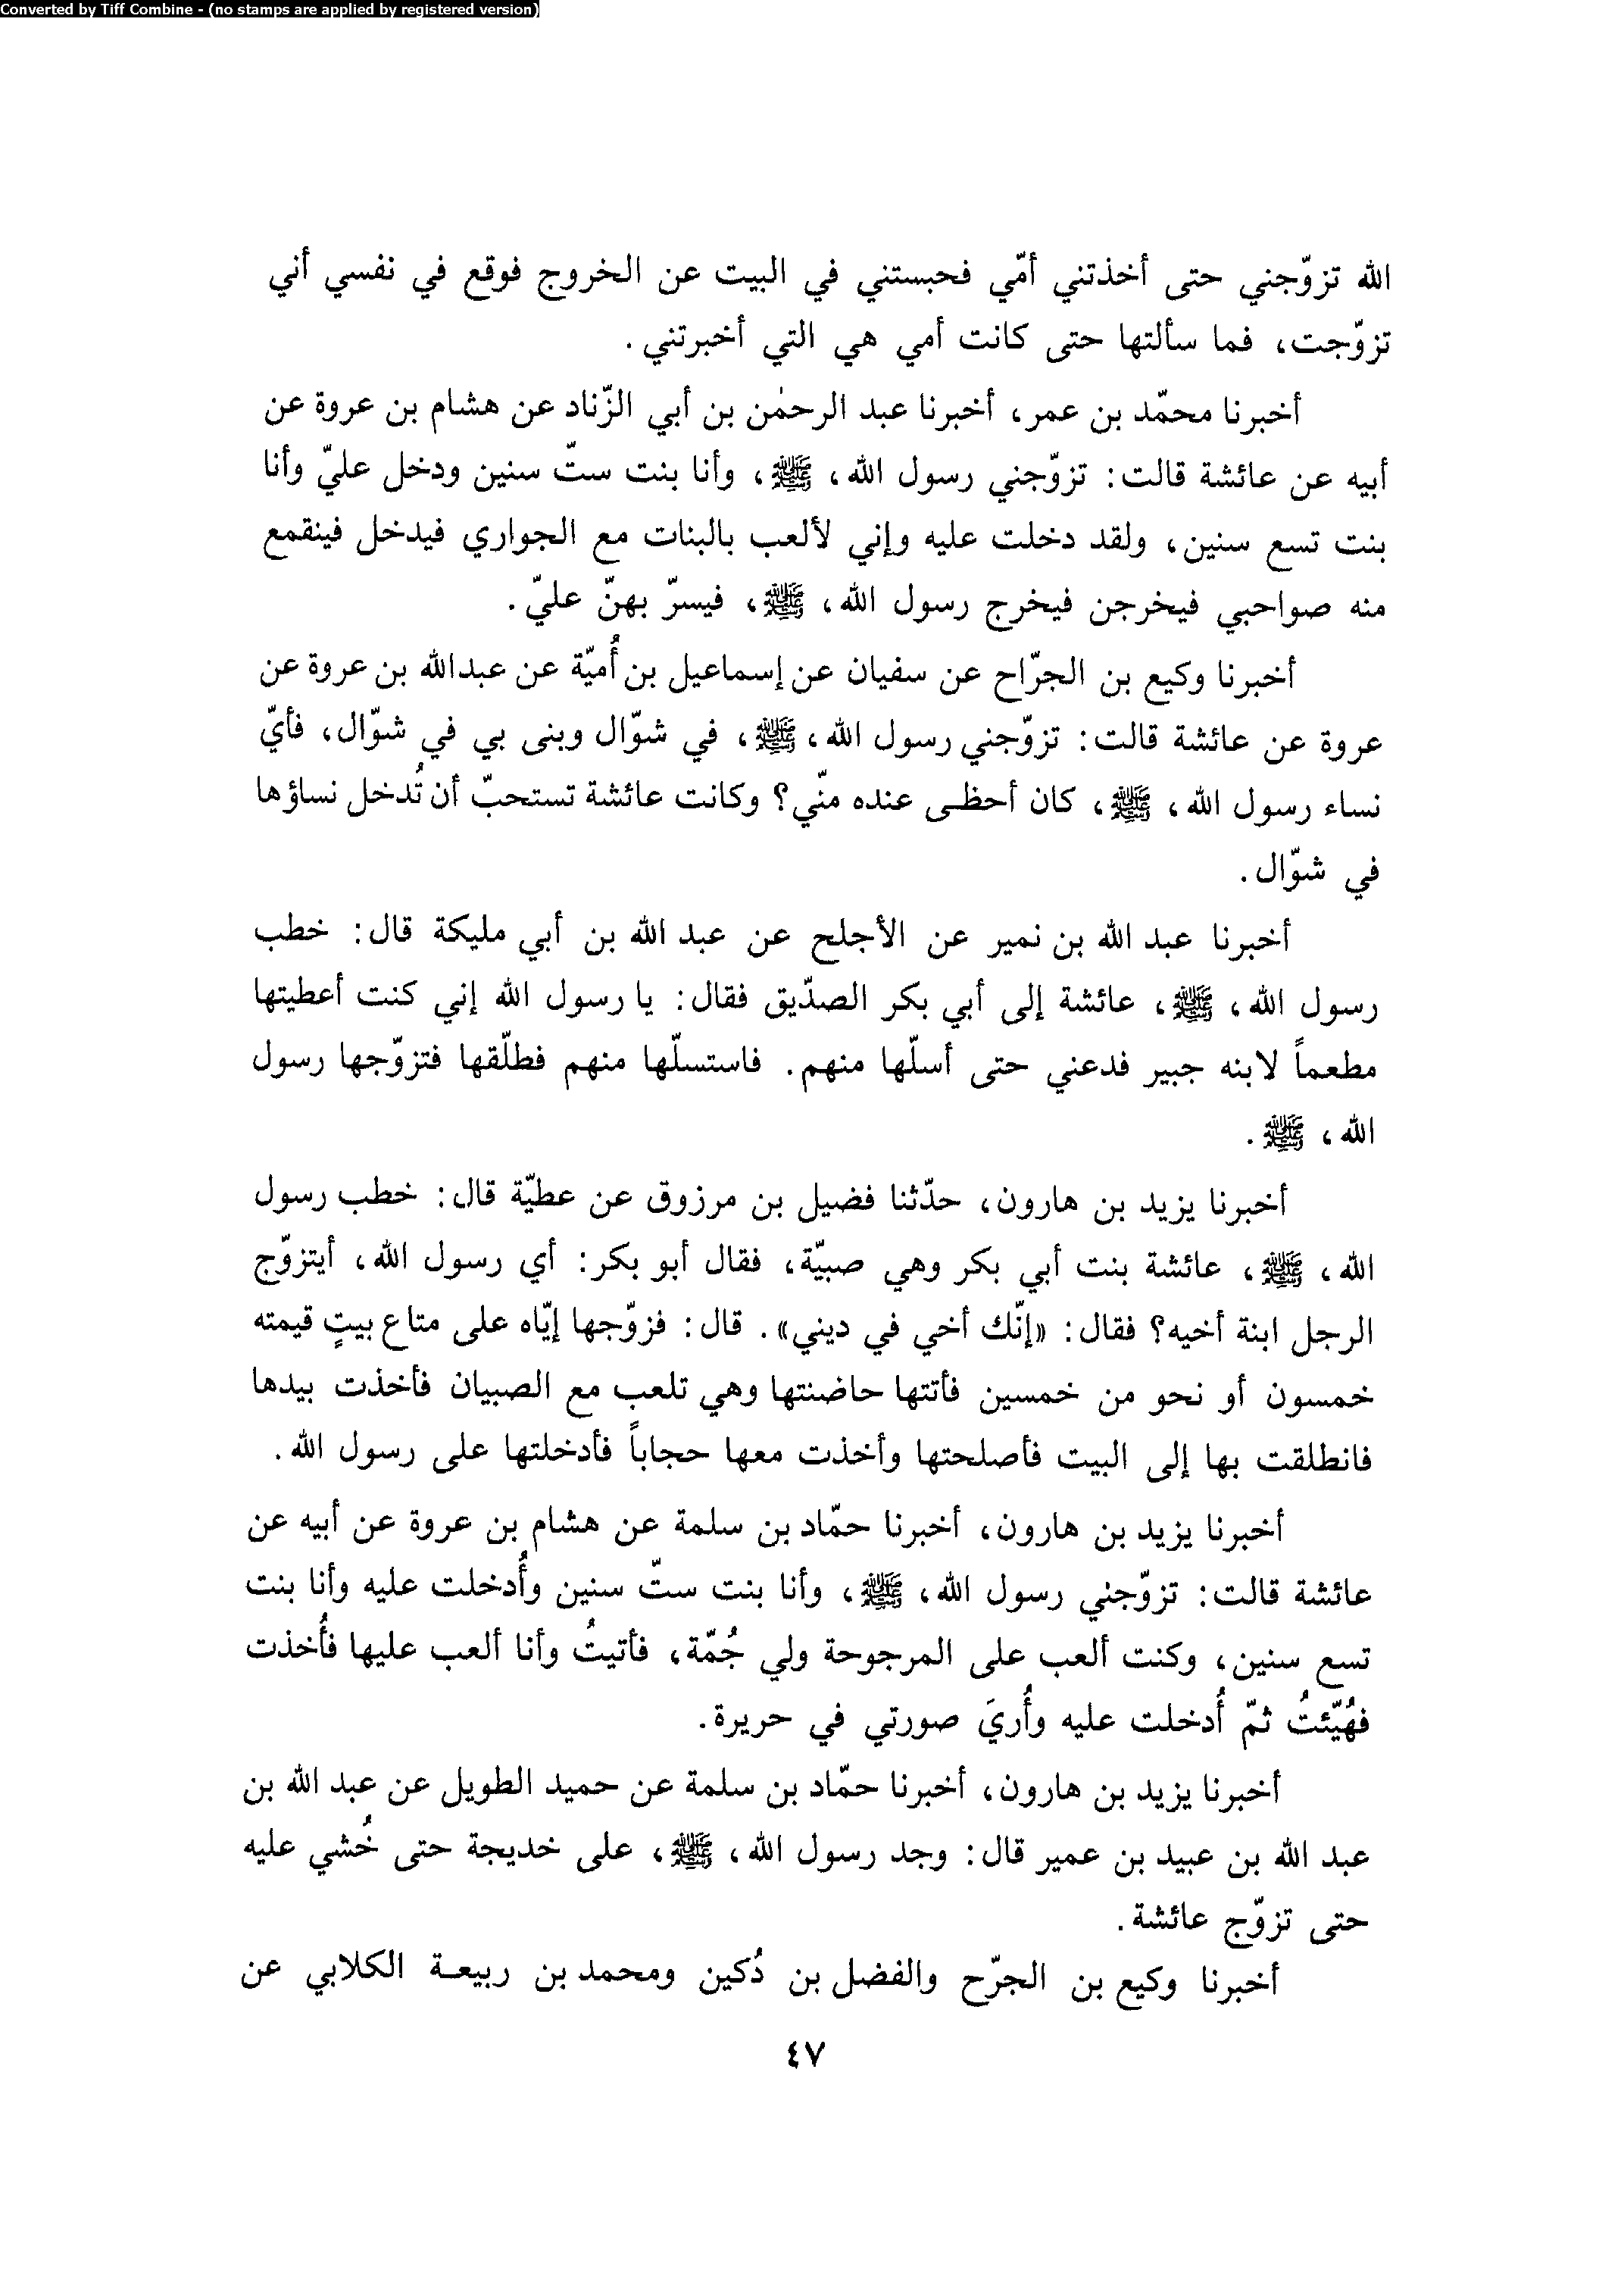 Converted by Tiff Combine - (no stamps are applied by registered version)
الله تزوّجني حتى أخذتني أمّي فحبستني في البيت عن الخروج فوقع في نفسي أني
تزوّجت، فما سألتها حتى كانت أمي هي التي أخبرتني.
أخبرنا محمّد بن عمر، أخبرنا عبد الرحمٰن بن أبي الزّناد عن هشام بن عروة عن
أبيه عن عائشة قالت: تزوّجني رسول الله، ﷺ، وأنا بنت ستّ سنين ودخل عليّ وأنا
بنت تسع سنين، ولقد دخلت عليه وإني لألعب بالبنات مع الجواري فيدخل فينقمع
منه صواحبي فيخرجن فيخرج رسول الله، ﷺ، فيسرّ بهنّ عليّ.
أخبرنا وكيع بن الجرّاح عن سفيان عن إسماعيل بن أُميّة عن عبدالله بن عروة عن
عروة عن عائشة قالت: تزوّجني رسول الله، ﷺ، في شوّال وبنى بي في شوّال، فأيّ
نساء رسول الله، ﷺ، كان أحظى عنده منّي؟ وكانت عائشة تستحبّ أن تُدخل نساؤها
في شوّال.
أخبرنا عبد الله بن نمير عن الأجلح عن عبد الله بن أبي مليكة قال: خطب
رسول الله، ﷺ، عائشة إلى أبي بكر الصدّيق فقال: يا رسول الله إني كنت أعطيتها
مطعماً لابنه جبير فدعني حتى أسلّها منهم. فاستسلّها منهم فطلّقها فتزوّجها رسول
الله، ﷺ.
أخبرنا يزيد بن هارون، حدّثنا فضيل بن مرزوق عن عطيّة قال: خطب رسول
الله، ﷺ، عائشة بنت أبي بكر وهي صبيّة، فقال أبو بكر: أي رسول الله، أيتزوّج
الرجل ابنة أخيه؟ فقال: «إنّك أخي في ديني». قال: فزوّجها إيّاه على متاع بيتٍ قيمته
خمسون أو نحو من خمسين فأتتها حاضنتها وهي تلعب مع الصبيان فأخذت بيدها
فانطلقت بها إلى البيت فأصلحتها وأخذت معها حجاباً فأدخلتها على رسول الله.
أخبرنا يزيد بن هارون، أخبرنا حمّاد بن سلمة عن هشام بن عروة عن أبيه عن
عائشة قالت: تزوّجني رسول الله، ﷺ، وأنا بنت ستّ سنين وأُدخلت عليه وأنا بنت
تسع سنين، وكنت ألعب على المرجوحة ولي جُمّة، فأتيتُ وأنا ألعب عليها فأُخذت
فهُيّئتُ ثمّ أُدخلت عليه وأُريَ صورتي في حريرة.
أخبرنا يزيد بن هارون، أخبرنا حمّاد بن سلمة عن حميد الطويل عن عبد الله بن
عبد الله بن عبيد بن عمير قال: وجد رسول الله، ﷺ، على خديجة حتى خُشي عليه
حتى تزوّج عائشة.
أخبرنا وكيع بن الجرّح والفضل بن دُكين ومحمد بن ربيعة الكلابي عن
٤٧